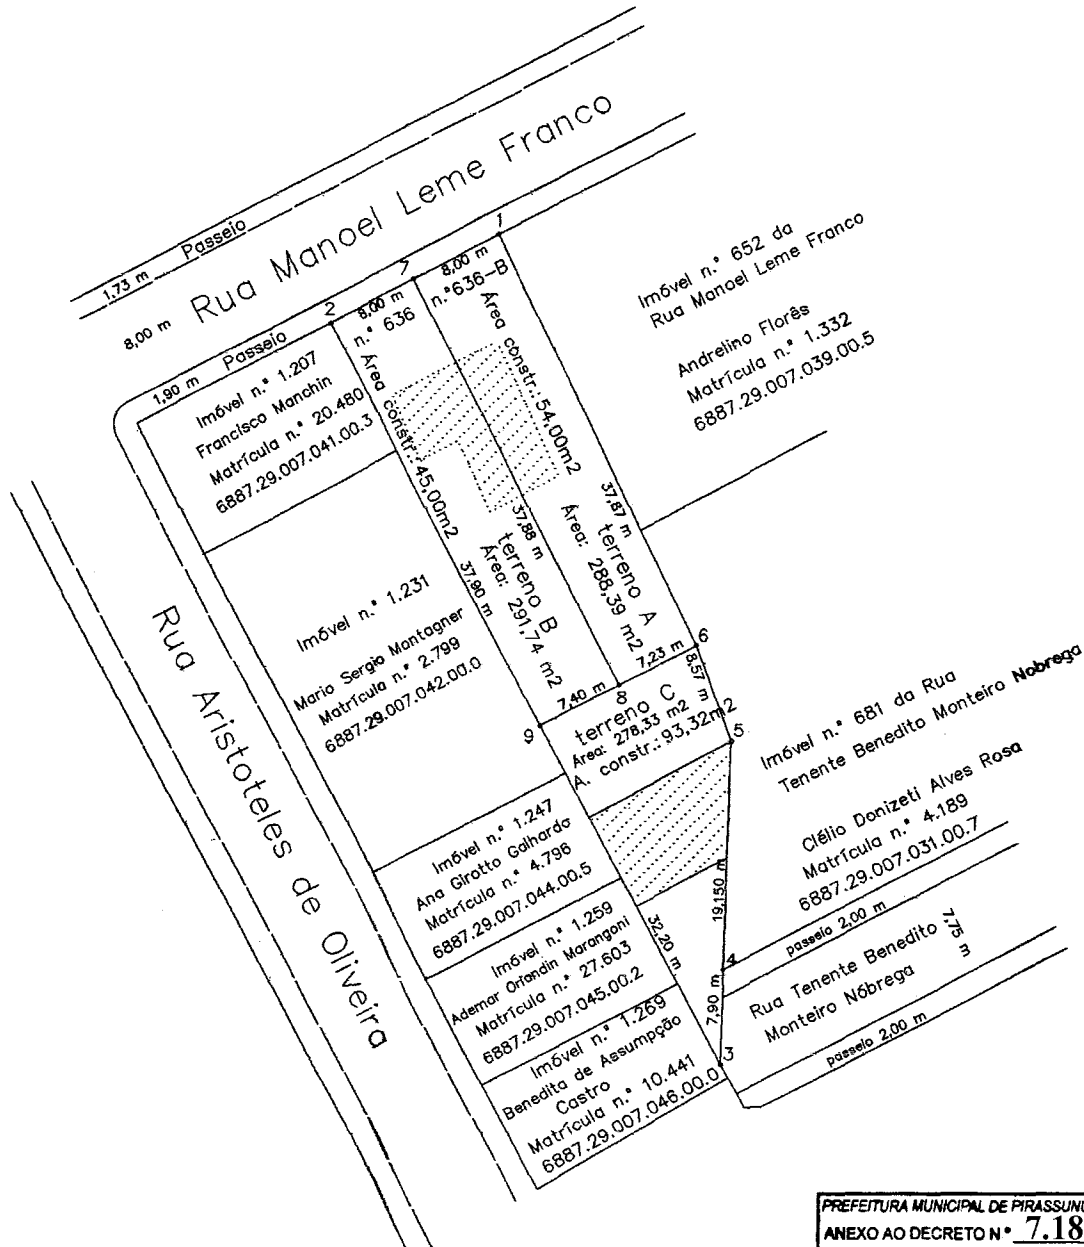 Rua Manoel Leme Franco
Passeio
1,73 m
8,00 m
1,90 m
Passeio
2
8,00 m
7
8,00 m
1
n.º 636
n.º636-B
Imóvel n.º 652 da
Rua Manoel Leme Franco
Andrelino Florês
Matrícula n.º 1.332
6887.29.007.039.00.5
Imóvel n.º 1.207
Francisco Manchin
Matrícula n.º 20.480
6887.29.007.041.00.3
Área constr.: 45,00m2
Área constr.: 54,00m2
37,90 m
37,88 m
37,87 m
terreno B
Área: 291,74 m2
terreno A
Área: 288,39 m2
Imóvel n.º 1.231
Mario Sergio Montagner
Matrícula n.º 2.799
6887.29.007.042.00.0
Rua Aristoteles de Oliveira
9
7,40 m
8
7,23 m
6
8,57 m
5
terreno C
Área: 278,33 m2
A. constr.: 93,32m2
Imóvel n.º 681 da Rua
Tenente Benedito Monteiro Nobrega
Clélio Donizeti Alves Rosa
Matrícula n.º 4.189
6887.29.007.031.00.7
Imóvel n.º 1.247
Ana Girotto Galhardo
Matrícula n.º 4.796
6887.29.007.044.00.5
Imóvel n.º 1.259
Ademar Orlandin Marangoni
Matrícula n.º 27.603
6887.29.007.045.00.2
Imóvel n.º 1.269
Benedita de Assumpção
Castro
Matrícula n.º 10.441
6887.29.007.046.00.0
32,20 m
19,150 m
4
7,90 m
3
passeio 2,00 m
Rua Tenente Benedito
Monteiro Nóbrega
7,75 m
passeio 2,00 m
PREFEITURA MUNICIPAL DE PIRASSUNU
ANEXO AO DECRETO N.º 7.18